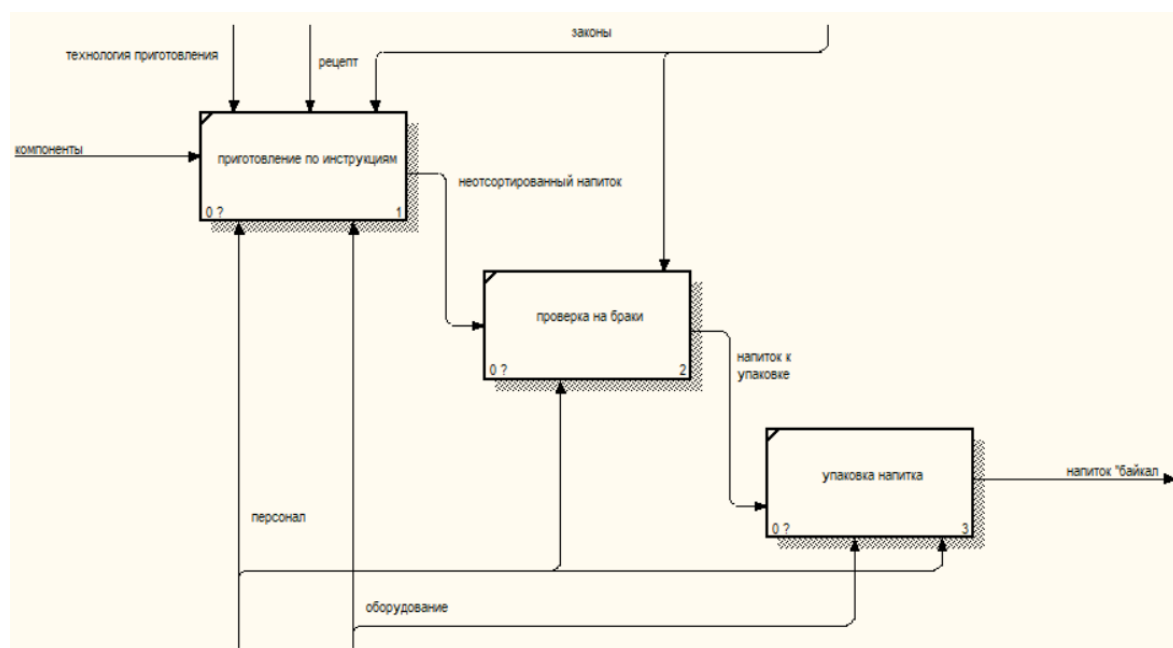 законы
технология приготовления
рецепт
компоненты
приготовление по инструкциям
0 ?
1
неотсортированный напиток
проверка на браки
0 ?
2
напиток к
упаковке
упаковка напитка
0 ?
3
напиток "байкал
персонал
оборудование